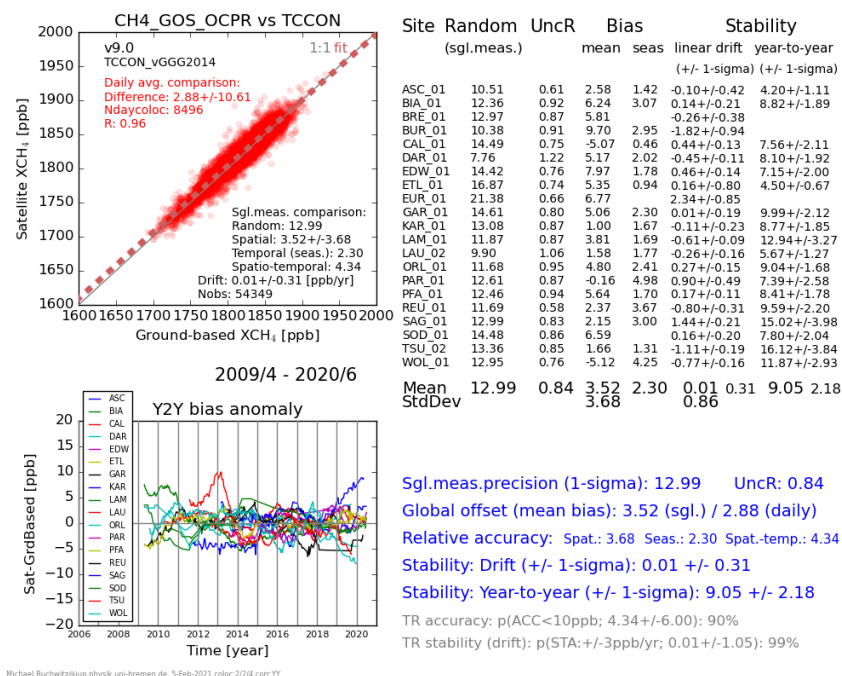 CH4_GOS_OCPR vs TCCON
2000
1950
1900
1850
1800
1750
1700
1650
1600
Satellite XCH4 [ppb]
v9.0
TCCON_vGGG2014
1:1 fit
Daily avg. comparison:
Difference: 2.88+/-10.61
Ndaycoloc: 8496
R: 0.96
Sgl.meas. comparison:
Random: 12.99
Spatial: 3.52+/-3.68
Temporal (seas.): 2.30
Spatio-temporal: 4.34
Drift: 0.01+/-0.31 [ppb/yr]
Nobs: 54349
1600 1650 1700 1750 1800 1850 1900 1950 2000
Ground-based XCH4 [ppb]
Site Random UncR Bias Stability
(sgl.meas.) mean seas linear drift year-to-year
(+/- 1-sigma) (+/- 1-sigma)
ASC_01 10.51 0.61 2.58 1.42 -0.10+/-0.42 4.20+/-1.11
BIA_01 12.36 0.92 6.24 3.07 0.14+/-0.21 8.82+/-1.89
BRE_01 12.97 0.87 5.81 -0.26+/-0.38
BUR_01 10.38 0.91 9.70 2.95 -1.82+/-0.94
CAL_01 14.49 0.75 -5.07 0.46 0.44+/-0.13 7.56+/-2.11
DAR_01 7.76 1.22 5.17 2.02 -0.45+/-0.11 8.10+/-1.92
EDW_01 14.42 0.76 7.97 1.78 0.46+/-0.14 7.15+/-2.00
ETL_01 16.87 0.74 5.35 0.94 0.16+/-0.80 4.50+/-0.67
EUR_01 21.38 0.66 6.77 2.34+/-0.85
GAR_01 14.61 0.80 5.06 2.30 0.01+/-0.19 9.99+/-2.12
KAR_01 13.08 0.87 1.00 1.67 -0.11+/-0.23 8.77+/-1.85
LAM_01 11.87 0.87 3.81 1.69 -0.61+/-0.09 12.94+/-3.27
LAU_02 9.90 1.06 1.58 1.77 -0.26+/-0.16 5.67+/-1.27
ORL_01 11.68 0.95 4.80 2.41 0.27+/-0.15 9.04+/-1.68
PAR_01 12.61 0.87 -0.16 4.98 0.90+/-0.49 7.39+/-2.58
PFA_01 12.46 0.94 5.64 1.70 0.17+/-0.11 8.41+/-1.78
REU_01 11.69 0.58 2.37 3.67 -0.80+/-0.31 9.59+/-2.20
SAG_01 12.99 0.83 2.15 3.00 1.44+/-0.21 15.02+/-3.98
SOD_01 14.48 0.86 6.59 0.16+/-0.20 7.80+/-2.04
TSU_02 13.36 0.85 1.66 1.31 -1.11+/-0.19 16.12+/-3.84
WOL_01 12.95 0.76 -5.12 4.25 -0.77+/-0.16 11.87+/-2.93
Mean 12.99 0.84 3.52 2.30 0.01 0.31 9.05 2.18
StdDev 3.68 0.86
2009/4 - 2020/6
Y2Y bias anomaly
20
15
10
5
0
−5
−10
−15
−20
Sat-GrdBased [ppb]
ASC
BIA
CAL
DAR
EDW
ETL
GAR
KAR
LAM
LAU
ORL
PAR
PFA
REU
SAG
SOD
TSU
WOL
2006 2008 2010 2012 2014 2016 2018 2020
Time [year]
Sgl.meas.precision (1-sigma): 12.99 UncR: 0.84
Global offset (mean bias): 3.52 (sgl.) / 2.88 (daily)
Relative accuracy: Spat.: 3.68 Seas.: 2.30 Spat.-temp.: 4.34
Stability: Drift (+/- 1-sigma): 0.01 +/- 0.31
Stability: Year-to-year (+/- 1-sigma): 9.05 +/- 2.18
TR accuracy: p(ACC<10ppb; 4.34+/-6.00): 90%
TR stability (drift): p(STA:+/-3ppb/yr; 0.01+/-1.05): 99%
Michael.Buchwitz@iup.physik.uni-bremen.de, 5-Feb-2021 coloc:2/2/4 corr:YY